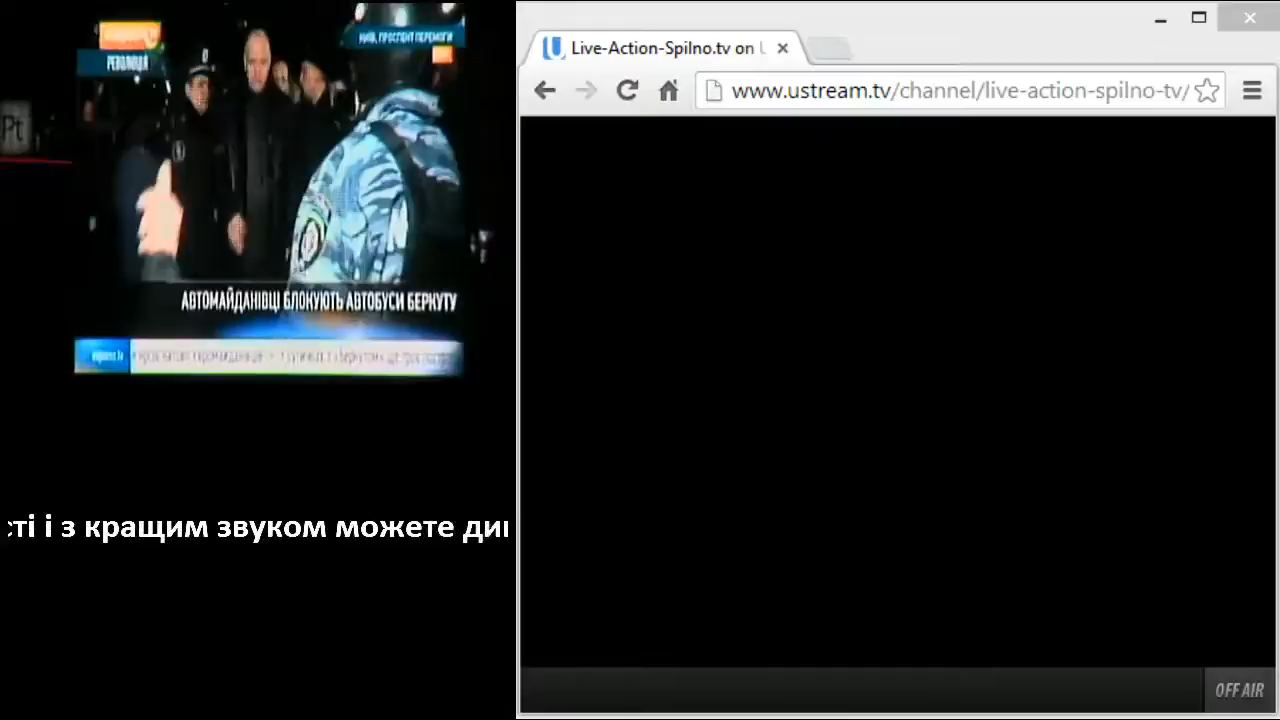 КИЇВ, ПРОСПЕКТ ПЕРЕМОГИ
РЕВОЛЮЦІЯ
Pt
АВТОМАЙДАНІВЦІ БЛОКУЮТЬ АВТОБУСИ БЕРКУТУ
сті і з кращим звуком можете ди
Live-Action-Spilno.tv on
www.ustream.tv/channel/live-action-spilno-tv/
OFF AIR